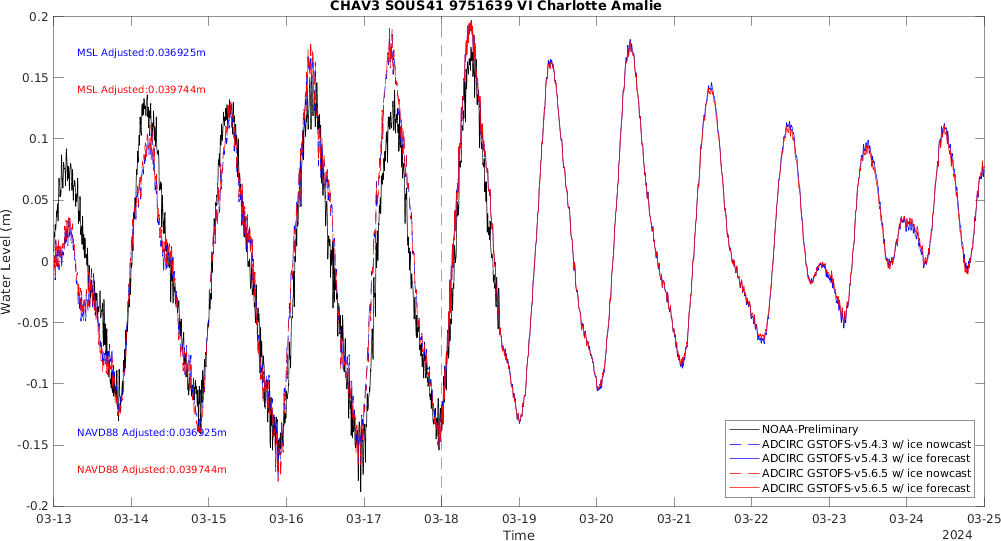 CHAV3 SOUS41 9751639 VI Charlotte Amalie
0.2
0.15
0.1
0.05
0
-0.05
-0.1
-0.15
-0.2
Water Level (m)
MSL Adjusted:0.036925m
MSL Adjusted:0.039744m
NAVD88 Adjusted:0.036925m
NAVD88 Adjusted:0.039744m
NOAA-Preliminary
ADCIRC GSTOFS-v5.4.3 w/ ice nowcast
ADCIRC GSTOFS-v5.4.3 w/ ice forecast
ADCIRC GSTOFS-v5.6.5 w/ ice nowcast
ADCIRC GSTOFS-v5.6.5 w/ ice forecast
03-13 03-14 03-15 03-16 03-17 03-18 03-19 03-20 03-21 03-22 03-23 03-24 03-25
Time
2024